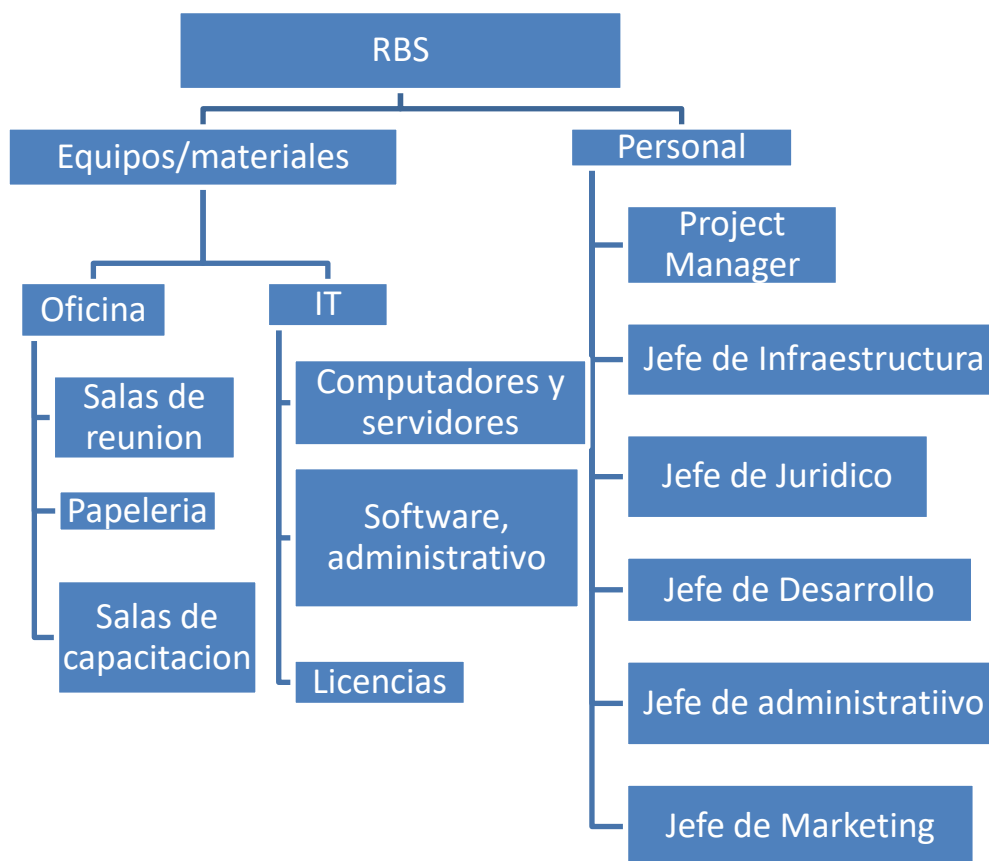 RBS
Equipos/materiales
Personal
Oficina
IT
Salas de
reunion
Papeleria
Salas de
capacitacion
Computadores y
servidores
Software,
administrativo
Licencias
Project
Manager
Jefe de Infraestructura
Jefe de Juridico
Jefe de Desarrollo
Jefe de administratiivo
Jefe de Marketing